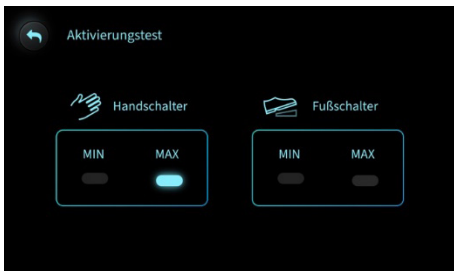 Aktivierungstest
Handschalter
Fußschalter
MIN MAX
MIN MAX